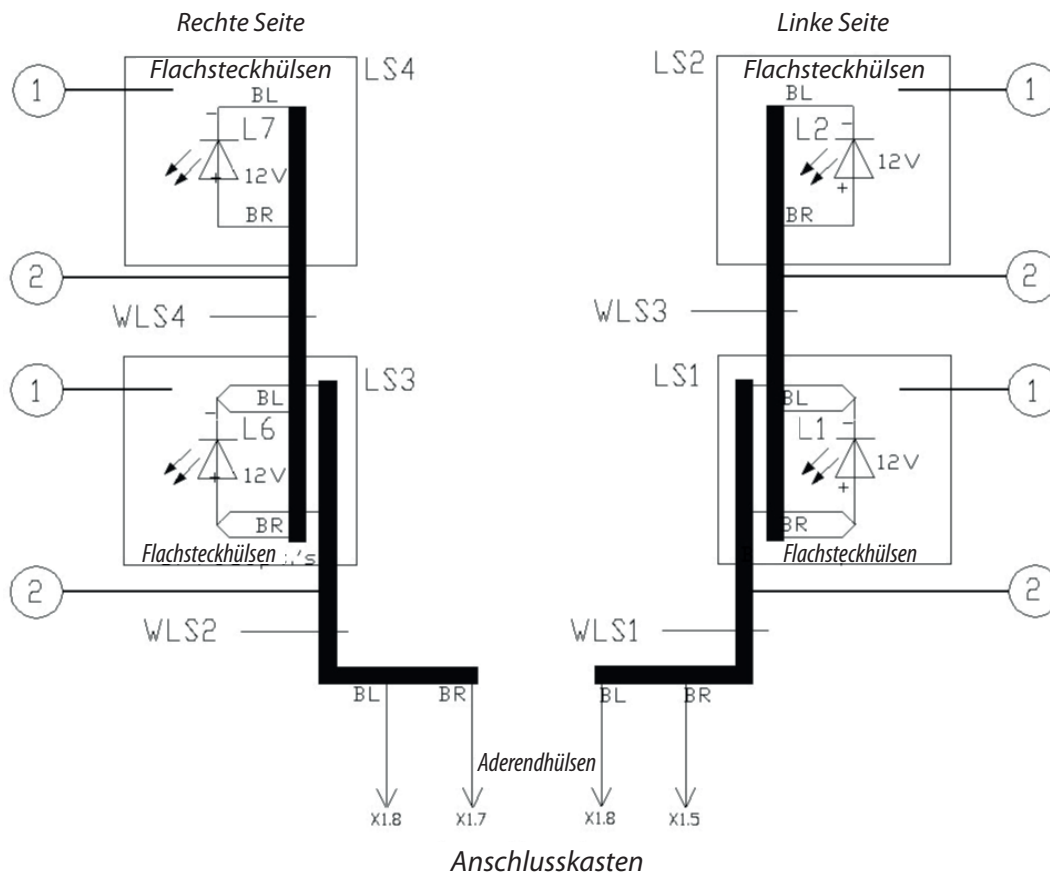 Rechte Seite
Linke Seite
Flachsteckhülsen
LS4
LS2
Flachsteckhülsen
1
1
BL
BL
-
L7
L2
-
12V
12V
+
+
BR
BR
2
2
WLS4
WLS3
1
LS3
LS1
1
BL
BL
-
L6
L1
-
12V
12V
+
+
BR
BR
Flachsteckhülsen
Flachsteckhülsen
2
2
WLS2
WLS1
BL
BR
BL
BR
Aderendhülsen
X1.8
X1.7
X1.8
X1.5
Anschlusskasten